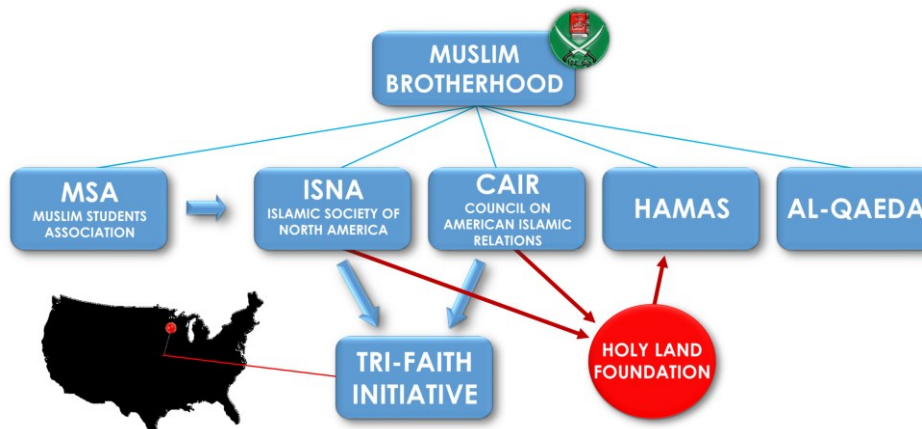 MUSLIM
BROTHERHOOD
MSA
MUSLIM STUDENTS
ASSOCIATION
ISNA
ISLAMIC SOCIETY OF
NORTH AMERICA
CAIR
COUNCIL ON
AMERICAN ISLAMIC
RELATIONS
HAMAS
AL-QAEDA
TRI-FAITH
INITIATIVE
HOLY LAND
FOUNDATION